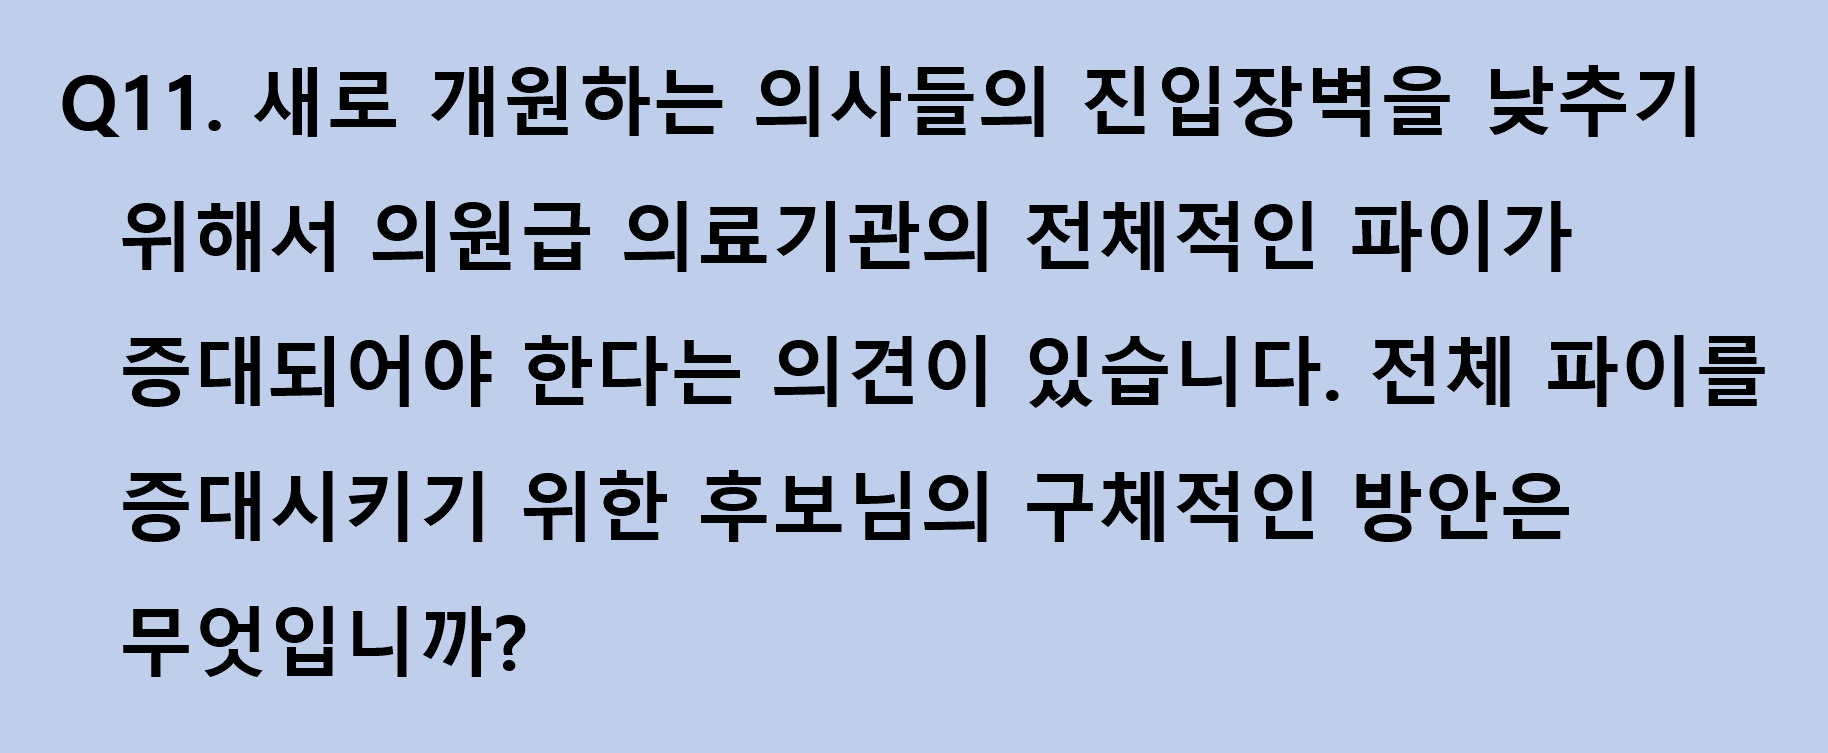 Q11. 새로 개원하는 의사들의 진입장벽을 낮추기
위해서 의원급 의료기관의 전체적인 파이가
증대되어야 한다는 의견이 있습니다. 전체 파이를
증대시키기 위한 후보님의 구체적인 방안은
무엇입니까?